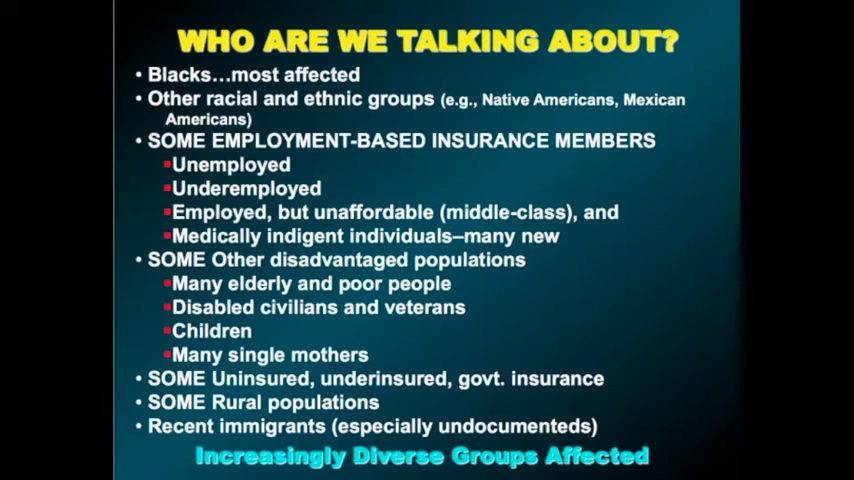 WHO ARE WE TALKING ABOUT?
• Blacks...most affected
• Other racial and ethnic groups (e.g., Native Americans, Mexican
Americans)
• SOME EMPLOYMENT-BASED INSURANCE MEMBERS
▪Unemployed
▪Underemployed
▪Employed, but unaffordable (middle-class), and
▪Medically indigent individuals–many new
• SOME Other disadvantaged populations
▪Many elderly and poor people
▪Disabled civilians and veterans
▪Children
▪Many single mothers
• SOME Uninsured, underinsured, govt. insurance
• SOME Rural populations
• Recent immigrants (especially undocumenteds)
Increasingly Diverse Groups Affected